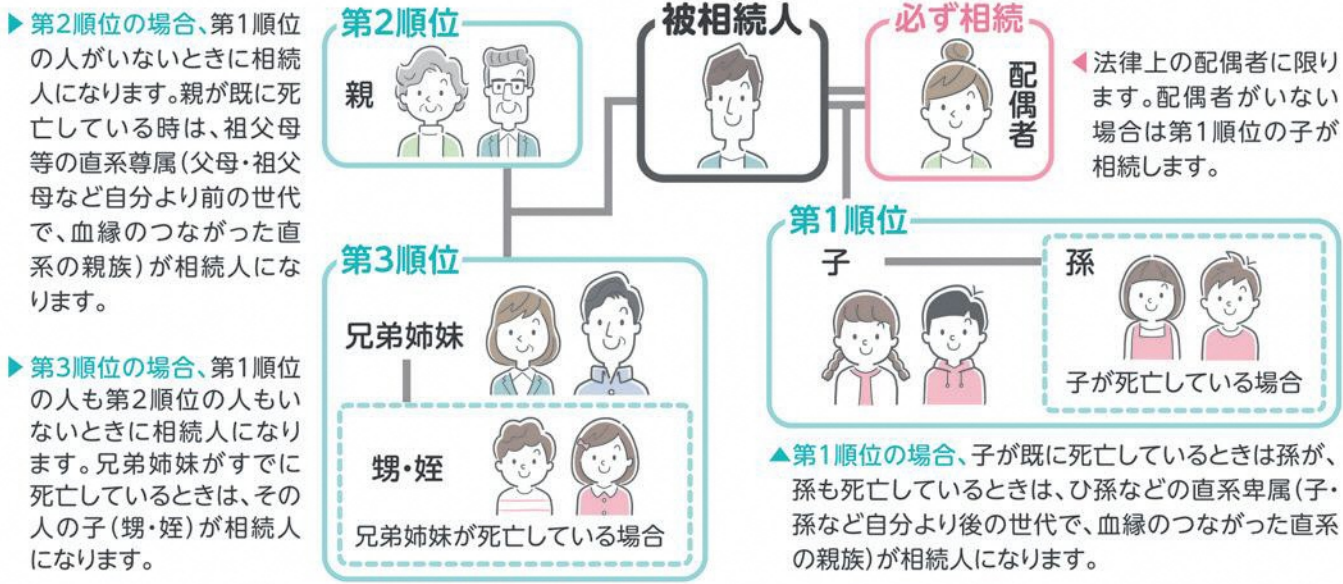 ▶第2順位の場合、第1順位
の人がいないときに相続
人になります。親が既に死
亡している時は、祖父母
等の直系尊属(父母・祖父
母など自分より前の世代
で、血縁のつながった直
系の親族)が相続人にな
ります。
▶第3順位の場合、第1順位
の人も第2順位の人もい
ないときに相続人になり
ます。兄弟姉妹がすでに
死亡しているときは、その
人の子(甥・姪)が相続人
になります。
第2順位
親
被相続人
必ず相続
配偶者
◀法律上の配偶者に限り
ます。配偶者がいない
場合は第1順位の子が
相続します。
第3順位
兄弟姉妹
甥・姪
兄弟姉妹が死亡している場合
第1順位
子
孫
子が死亡している場合
▲第1順位の場合、子が既に死亡しているときは孫が、
孫も死亡しているときは、ひ孫などの直系卑属(子・
孫など自分より後の世代で、血縁のつながった直系
の親族)が相続人になります。